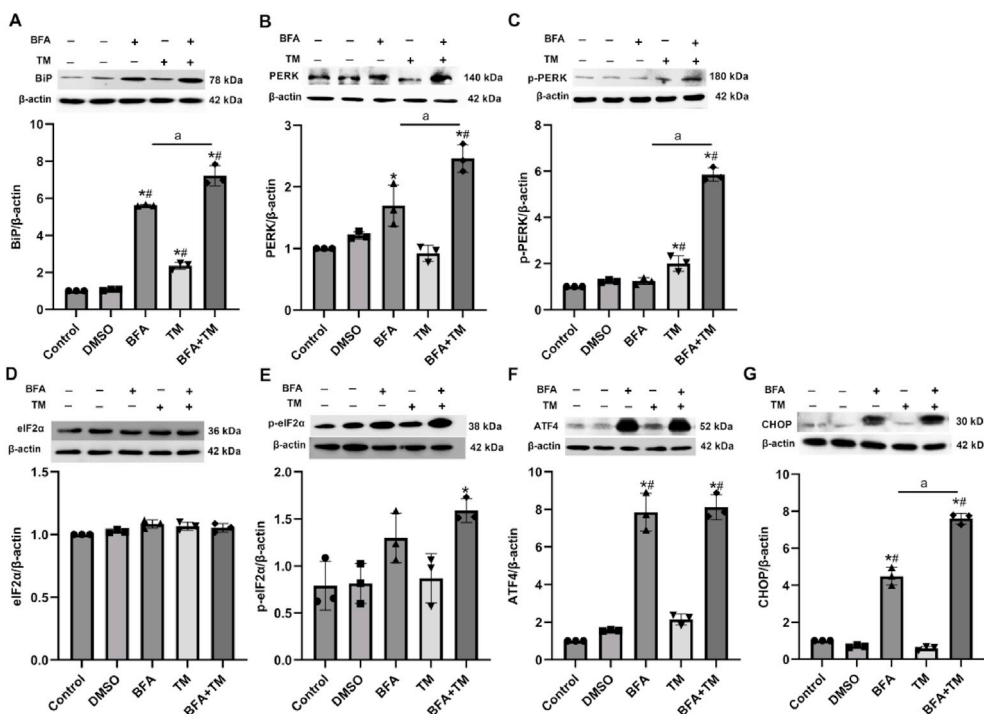 A
BFA – – + – +
TM – – – + +
BiP 78 kDa
β-actin 42 kDa
BiP/β-actin
10
8
6
4
2
0
a
*#
*#
*#
Control DMSO BFA TM BFA+TM
B
– – + – +
– – – + +
PERK 140 kDa
β-actin 42 kDa
PERK/β-actin
3
2
1
0
a
*
*#
Control DMSO BFA TM BFA+TM
C
BFA – – + – +
TM – – – + +
p-PERK 180 kDa
β-actin 42 kDa
p-PERK/β-actin
8
6
4
2
0
a
*#
*#
Control DMSO BFA TM BFA+TM
D
BFA – – + – +
TM – – – + +
eIF2α 36 kDa
β-actin 42 kDa
eIF2α/β-actin
1.5
1.0
0.5
0.0
Control DMSO BFA TM BFA+TM
E
BFA – – + – +
TM – – – + +
p-eIF2α 38 kDa
β-actin 42 kDa
p-eIF2α/β-actin
2.0
1.5
1.0
0.5
0.0
*
Control DMSO BFA TM BFA+TM
F
BFA – – + – +
TM – – – + +
ATF4 52 kDa
β-actin 42 kDa
ATF4/β-actin
10
8
6
4
2
0
*#
*#
Control DMSO BFA TM BFA+TM
G
BFA – – + – +
TM – – – + +
CHOP 30 kD
β-actin 42 kD
CHOP/β-actin
10
8
6
4
2
0
a
*#
*#
Control DMSO BFA TM BFA+TM